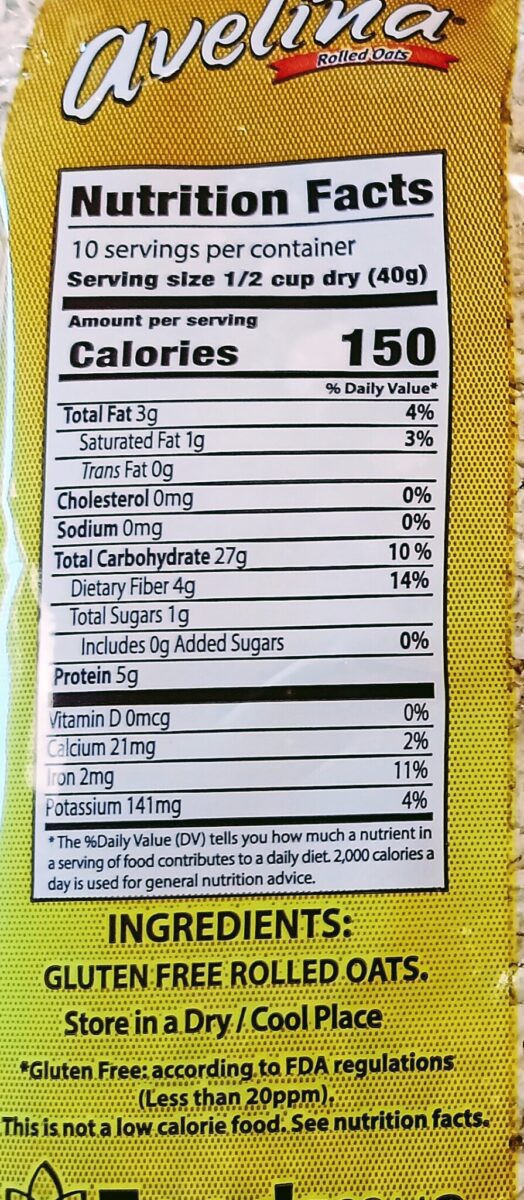 avelina
Rolled Oats
Nutrition Facts
10 servings per container
Serving size 1/2 cup dry (40g)
Amount per serving
Calories 150
% Daily Value*
Total Fat 3g 4%
Saturated Fat 1g 3%
Trans Fat 0g
Cholesterol 0mg 0%
Sodium 0mg 0%
Total Carbohydrate 27g 10 %
Dietary Fiber 4g 14%
Total Sugars 1g
Includes 0g Added Sugars 0%
Protein 5g
Vitamin D 0mcg 0%
Calcium 21mg 2%
Iron 2mg 11%
Potassium 141mg 4%
* The %Daily Value (DV) tells you how much a nutrient in
a serving of food contributes to a daily diet. 2,000 calories a
day is used for general nutrition advice.
INGREDIENTS:
GLUTEN FREE ROLLED OATS.
Store in a Dry / Cool Place
*Gluten Free: according to FDA regulations
(Less than 20ppm).
This is not a low calorie food. See nutrition facts.